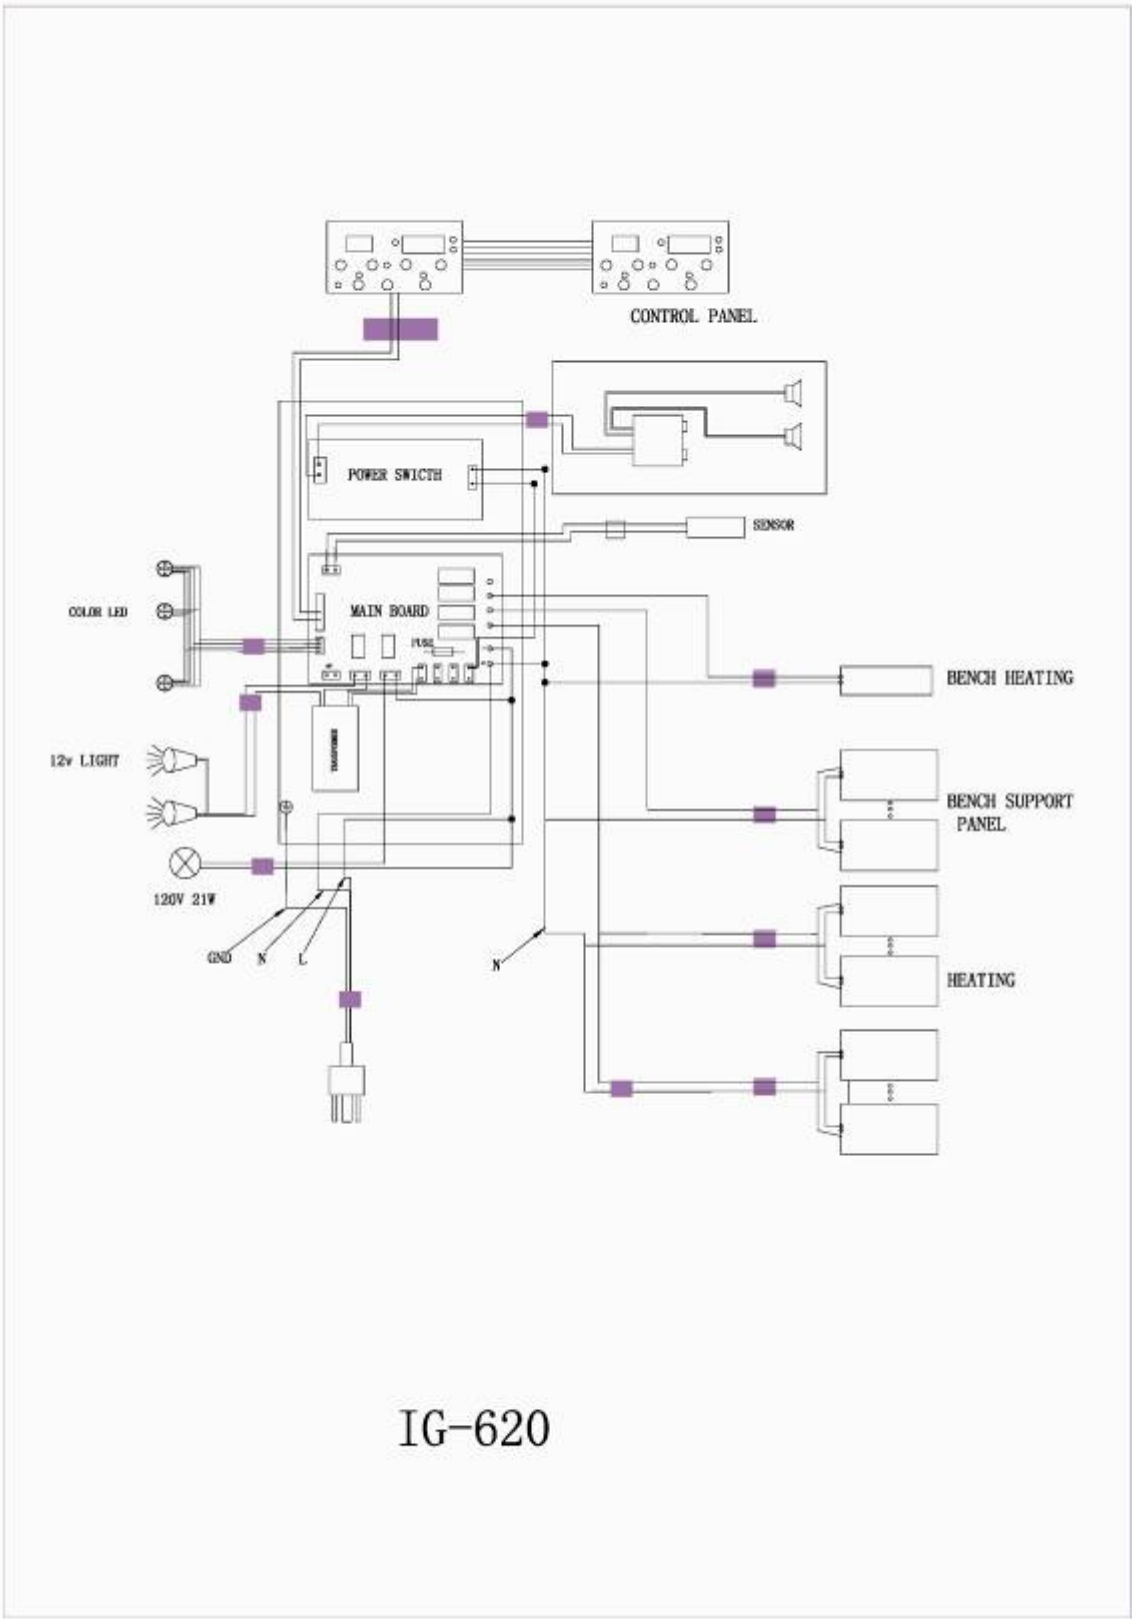 CONTROL PANEL
POWER SWICTH
SENSOR
COLOR LED
MAIN BOARD
FUSE
BENCH HEATING
12v LIGHT
BENCH SUPPORT
PANEL
120V 21W
GND
N
L
N
HEATING
IG-620